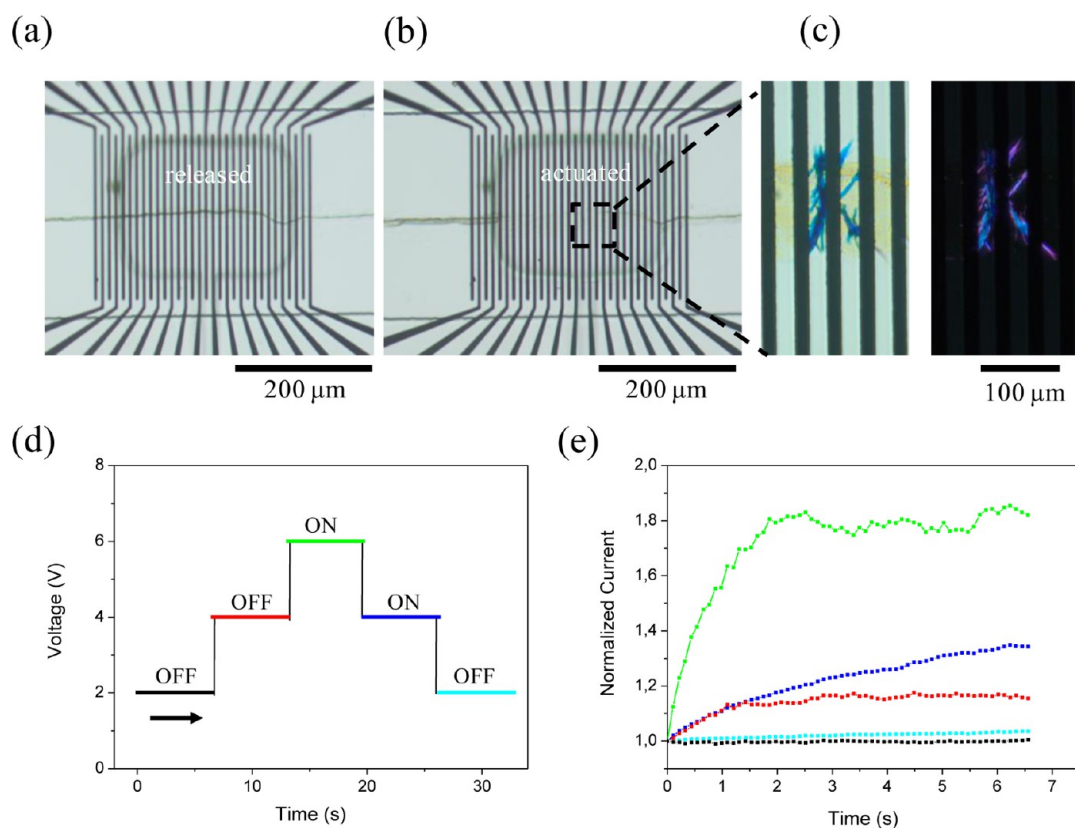 (a)
(b)
(c)
released
actuated
200 μm
200 μm
100 μm
(d)
8
6
4
2
0
Voltage (V)
OFF
OFF
ON
ON
OFF
0
10
20
30
Time (s)
(e)
2,0
1,8
1,6
1,4
1,2
1,0
Normalized Current
0
1
2
3
4
5
6
7
Time (s)